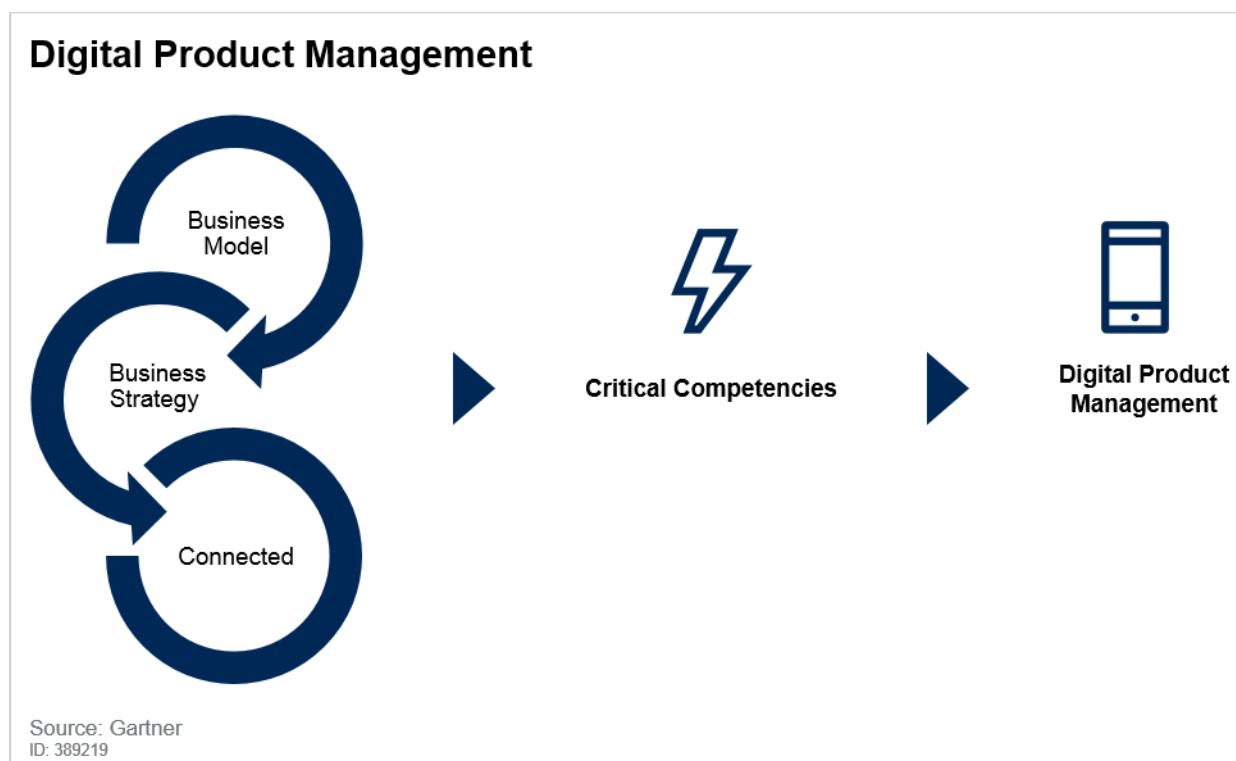 Digital Product Management
Business
Model
Business
Strategy
Connected
Critical Competencies
Digital Product
Management
Source: Gartner
ID: 389219